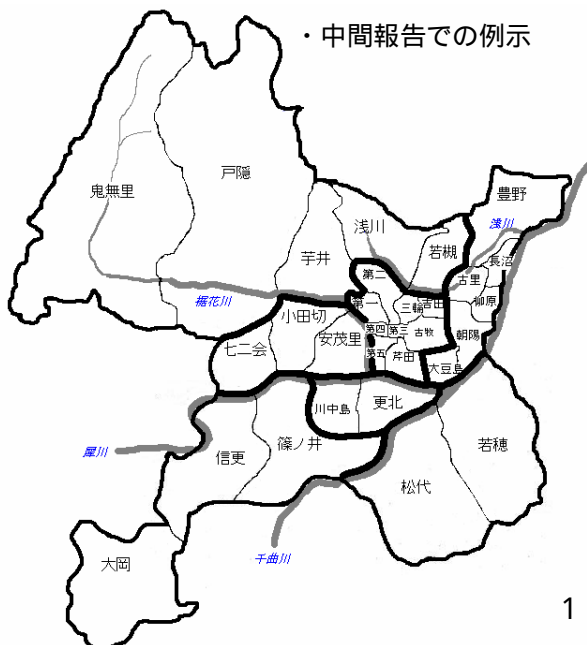 ・中間報告での例示
鬼無里
戸隠
豊野
浅川
浅川
芋井
若槻
長沼
古里
第二
柳原
裾花川
第一
三輪
吉田
小田切
安茂里
第四
第三
古牧
朝陽
七二会
第五
芹田
大豆島
川中島
更北
犀川
信更
篠ノ井
若穂
松代
千曲川
大岡
1